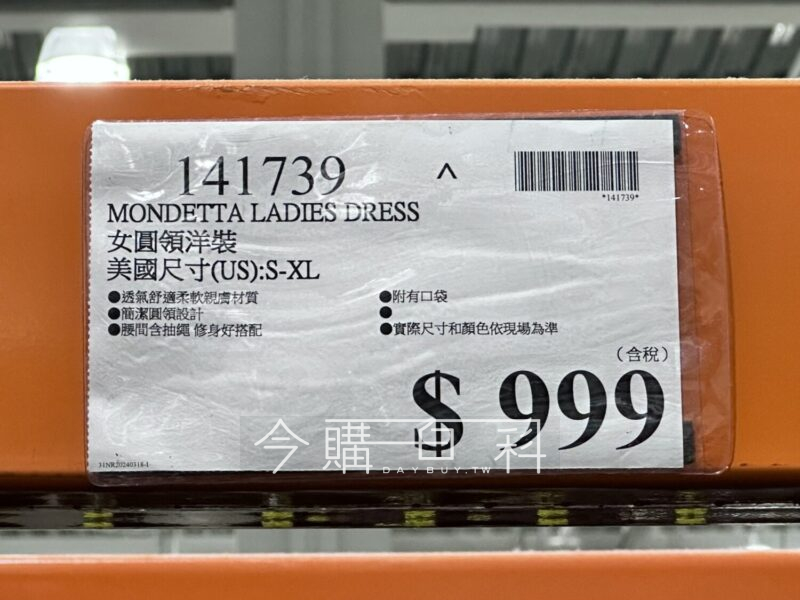 141739
^
*141739*
MONDETTA LADIES DRESS
女圓領洋裝
美國尺寸(US):S-XL
●透氣舒適柔軟親膚材質
●簡潔圓領設計
●腰間含抽繩 修身好搭配
●附有口袋
●
●實際尺寸和顏色依現場為準
(含稅)
$ 999
今購百科
DAYBUY.TW
31NR20240318-1